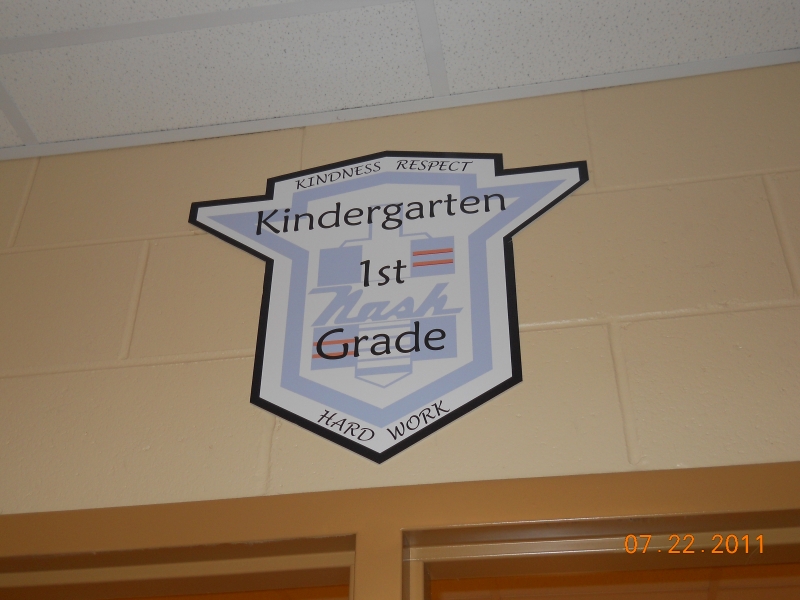 KINDNESS RESPECT
Kindergarten
1st
Nash
Grade
HARD WORK
07.22.2011